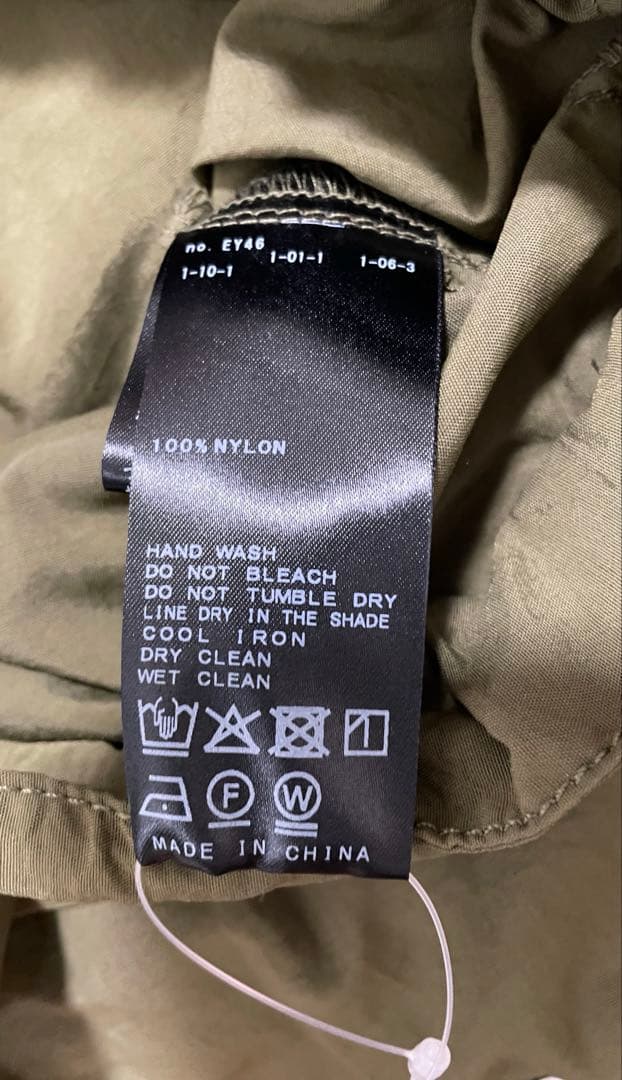 no. EY46
1-10-1 1-01-1 1-06-3
100% NYLON
HAND WASH
DO NOT BLEACH
DO NOT TUMBLE DRY
LINE DRY IN THE SHADE
COOL IRON
DRY CLEAN
WET CLEAN
F W
MADE IN CHINA